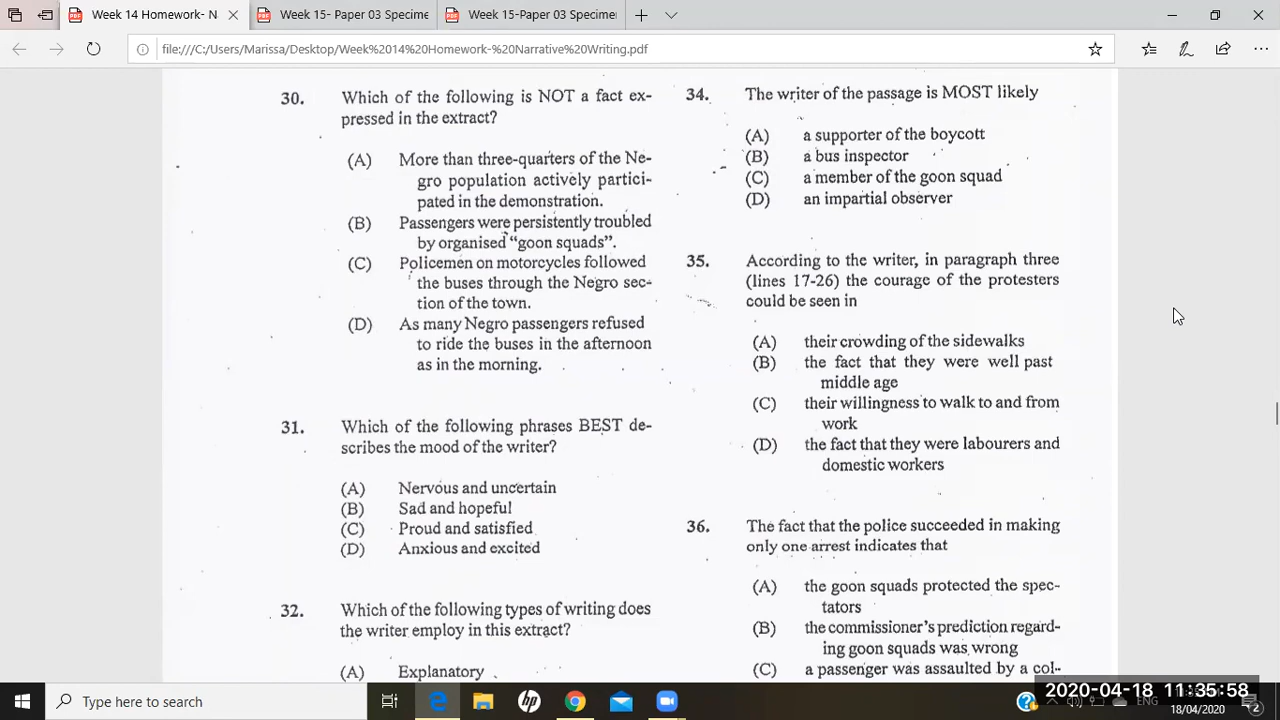 Week 14 Homework- N
Week 15- Paper 03 Specime
Week 15-Paper 03 Specimer
file:///C:/Users/Marissa/Desktop/Week%2014%20Homework-%20Narrative%20Writing.pdf
30. Which of the following is NOT a fact ex-
pressed in the extract?
(A) More than three-quarters of the Ne-
gro population actively partici-
pated in the demonstration.
(B) Passengers were persistently troubled
by organised "goon squads".
(C) Policemen on motorcycles followed
the buses through the Negro sec-
tion of the town.
(D) As many Negro passengers refused
to ride the buses in the afternoon
as in the morning.
31. Which of the following phrases BEST de-
scribes the mood of the writer?
(A) Nervous and uncertain
(B) Sad and hopeful
(C) Proud and satisfied
(D) Anxious and excited
32. Which of the following types of writing does
the writer employ in this extract?
(A) Explanatory
34. The writer of the passage is MOST likely
(A) a supporter of the boycott
(B) a bus inspector
(C) a member of the goon squad
(D) an impartial observer
35. According to the writer, in paragraph three
(lines 17-26) the courage of the protesters
could be seen in
(A) their crowding of the sidewalks
(B) the fact that they were well past
middle age
(C) their willingness to walk to and from
work
(D) the fact that they were labourers and
domestic workers
36. The fact that the police succeeded in making
only one arrest indicates that
(A) the goon squads protected the spec-
tators
(B) the commissioner's prediction regard-
ing goon squads was wrong
(C) a passenger was assaulted by a col-
Type here to search
2020-04-18 11:35:58
ENG
18/04/2020